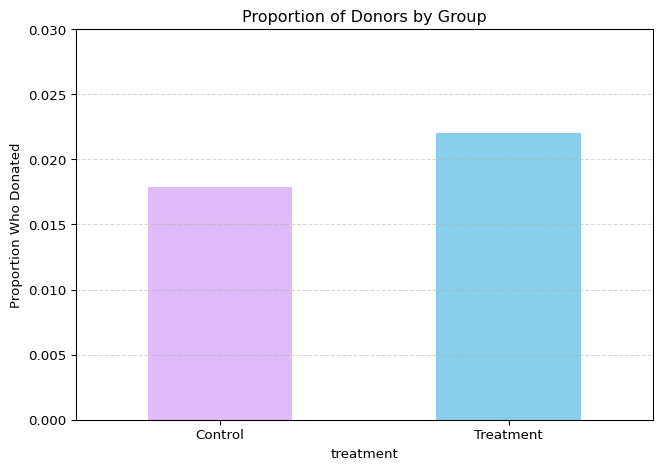 Proportion of Donors by Group
Proportion Who Donated
0.030
0.025
0.020
0.015
0.010
0.005
0.000
Control
Treatment
treatment